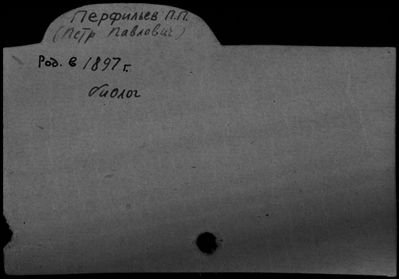 Перфильев П.П.
(Петр Павлович)
Род. в 1897 г.
биолог